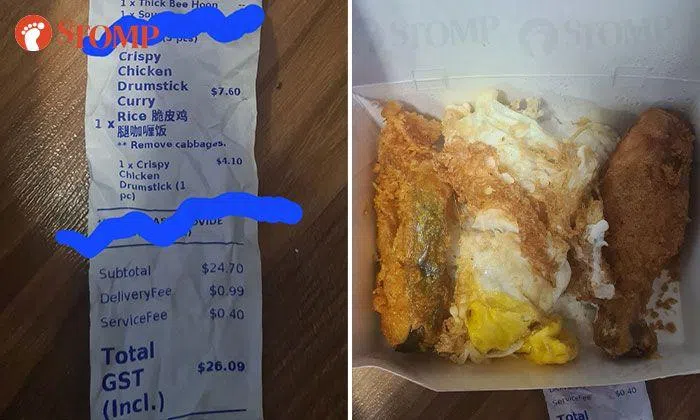 1 x Thick Bee Hoon
STOMP
Crispy
Chicken
Drumstick
Curry
$7.60
1 x
Rice 脆皮鸡
腿咖喱饭
** Remove cabbages.
1 x Crispy
Chicken
Drumstick (1
pc)
$4.10
Subtotal $24.70
DeliveryFee $0.99
ServiceFee $0.40
Total
GST
(Incl.)
$26.09
STOMP
STOMP
ServiceFee $0.40
Total